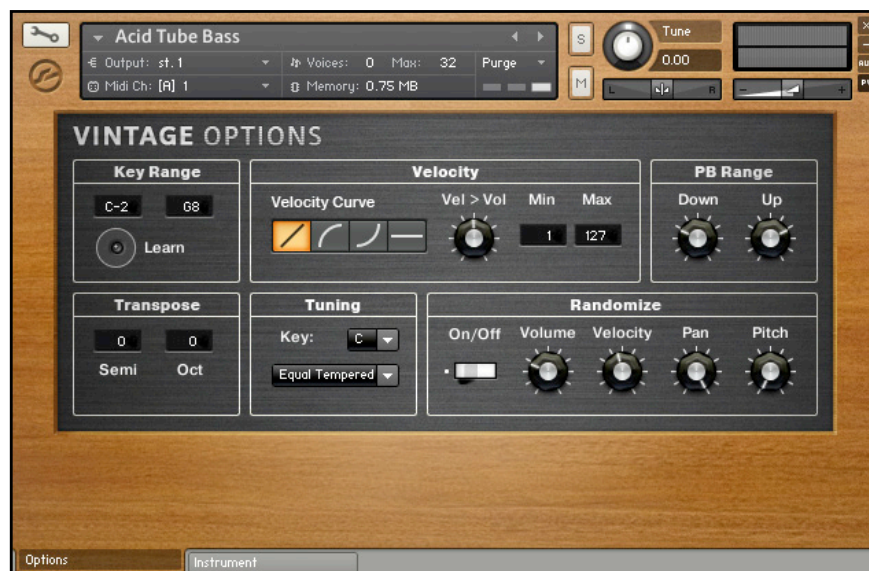 Acid Tube Bass
Output: st.1
Voices: 0 Max: 32
Purge
Midi Ch: [A] 1
Memory: 0.75 MB
S
M
Tune
0.00
L
R
-
+
VINTAGE OPTIONS
Key Range
C-2 G8
Learn
Velocity
Velocity Curve
Vel > Vol Min Max
1 127
PB Range
Down Up
Transpose
0 0
Semi Oct
Tuning
Key: C
Equal Tempered
Randomize
On/Off Volume Velocity Pan Pitch
Options
Instrument